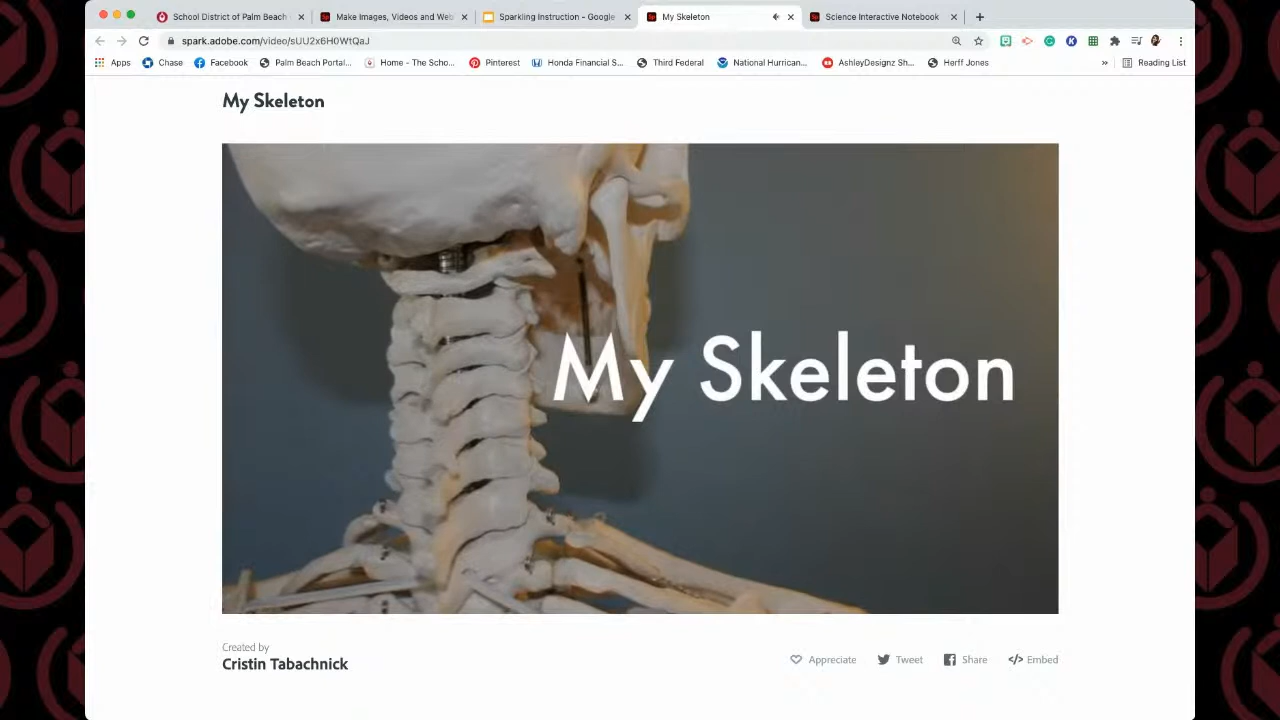 School District of Palm Beach
Make Images, Videos and Web
Sparkling Instruction - Google
My Skeleton
Science Interactive Notebook
spark.adobe.com/video/sUU2x6H0WtQaJ
Apps
Chase
Facebook
Palm Beach Portal...
Home - The Scho...
Pinterest
Honda Financial S...
Third Federal
National Hurrican...
AshleyDesignz Sh...
Herff Jones
»
Reading List
My Skeleton
My Skeleton
Created by
Cristin Tabachnick
Appreciate
Tweet
Share
</> Embed